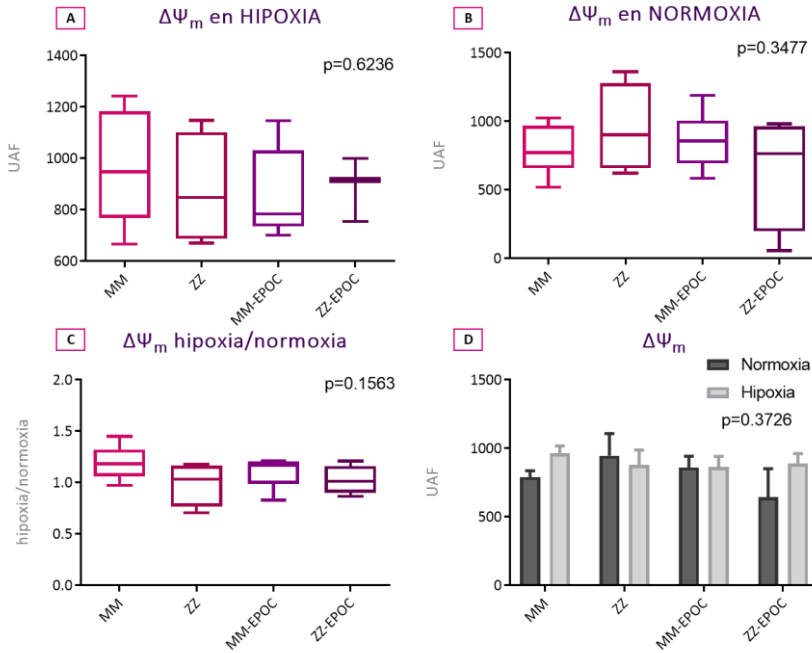 A
ΔΨm en HIPOXIA
p=0.6236
1400
1200
1000
800
600
UAF
MM
ZZ
MM-EPOC
ZZ-EPOC
B
ΔΨm en NORMOXIA
p=0.3477
1500
1000
500
0
UAF
MM
ZZ
MM-EPOC
ZZ-EPOC
C
ΔΨm hipoxia/normoxia
p=0.1563
2.0
1.5
1.0
0.5
0.0
hipoxia/normoxia
MM
ZZ
MM-EPOC
ZZ-EPOC
D
ΔΨm
Normoxia
Hipoxia
p=0.3726
1500
1000
500
0
UAF
MM
ZZ
MM-EPOC
ZZ-EPOC